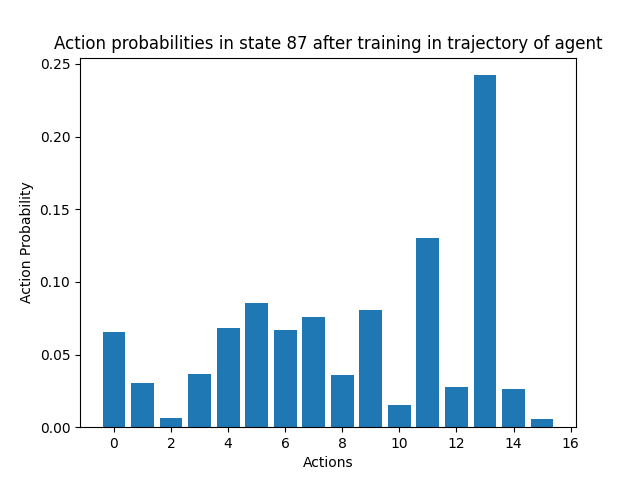 Action probabilities in state 87 after training in trajectory of agent
0.25
0.20
0.15
0.10
0.05
0.00
Action Probability
0 2 4 6 8 10 12 14 16
Actions